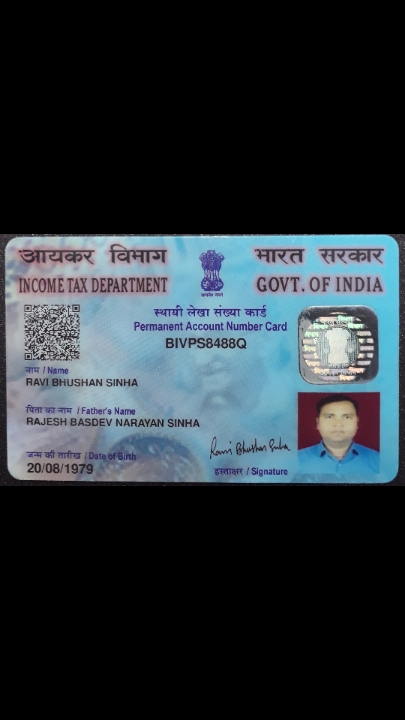 आयकर विभाग
भारत सरकार
INCOME TAX DEPARTMENT
GOVT. OF INDIA
सत्यमेव जयते
स्थायी लेखा संख्या कार्ड
Permanent Account Number Card
BIVPS8488Q
नाम / Name
RAVI BHUSHAN SINHA
पिता का नाम / Father's Name
RAJESH BASDEV NARAYAN SINHA
जन्म की तारीख / Date of Birth
20/08/1979
Ravi Bhushan Sinha
हस्ताक्षर / Signature